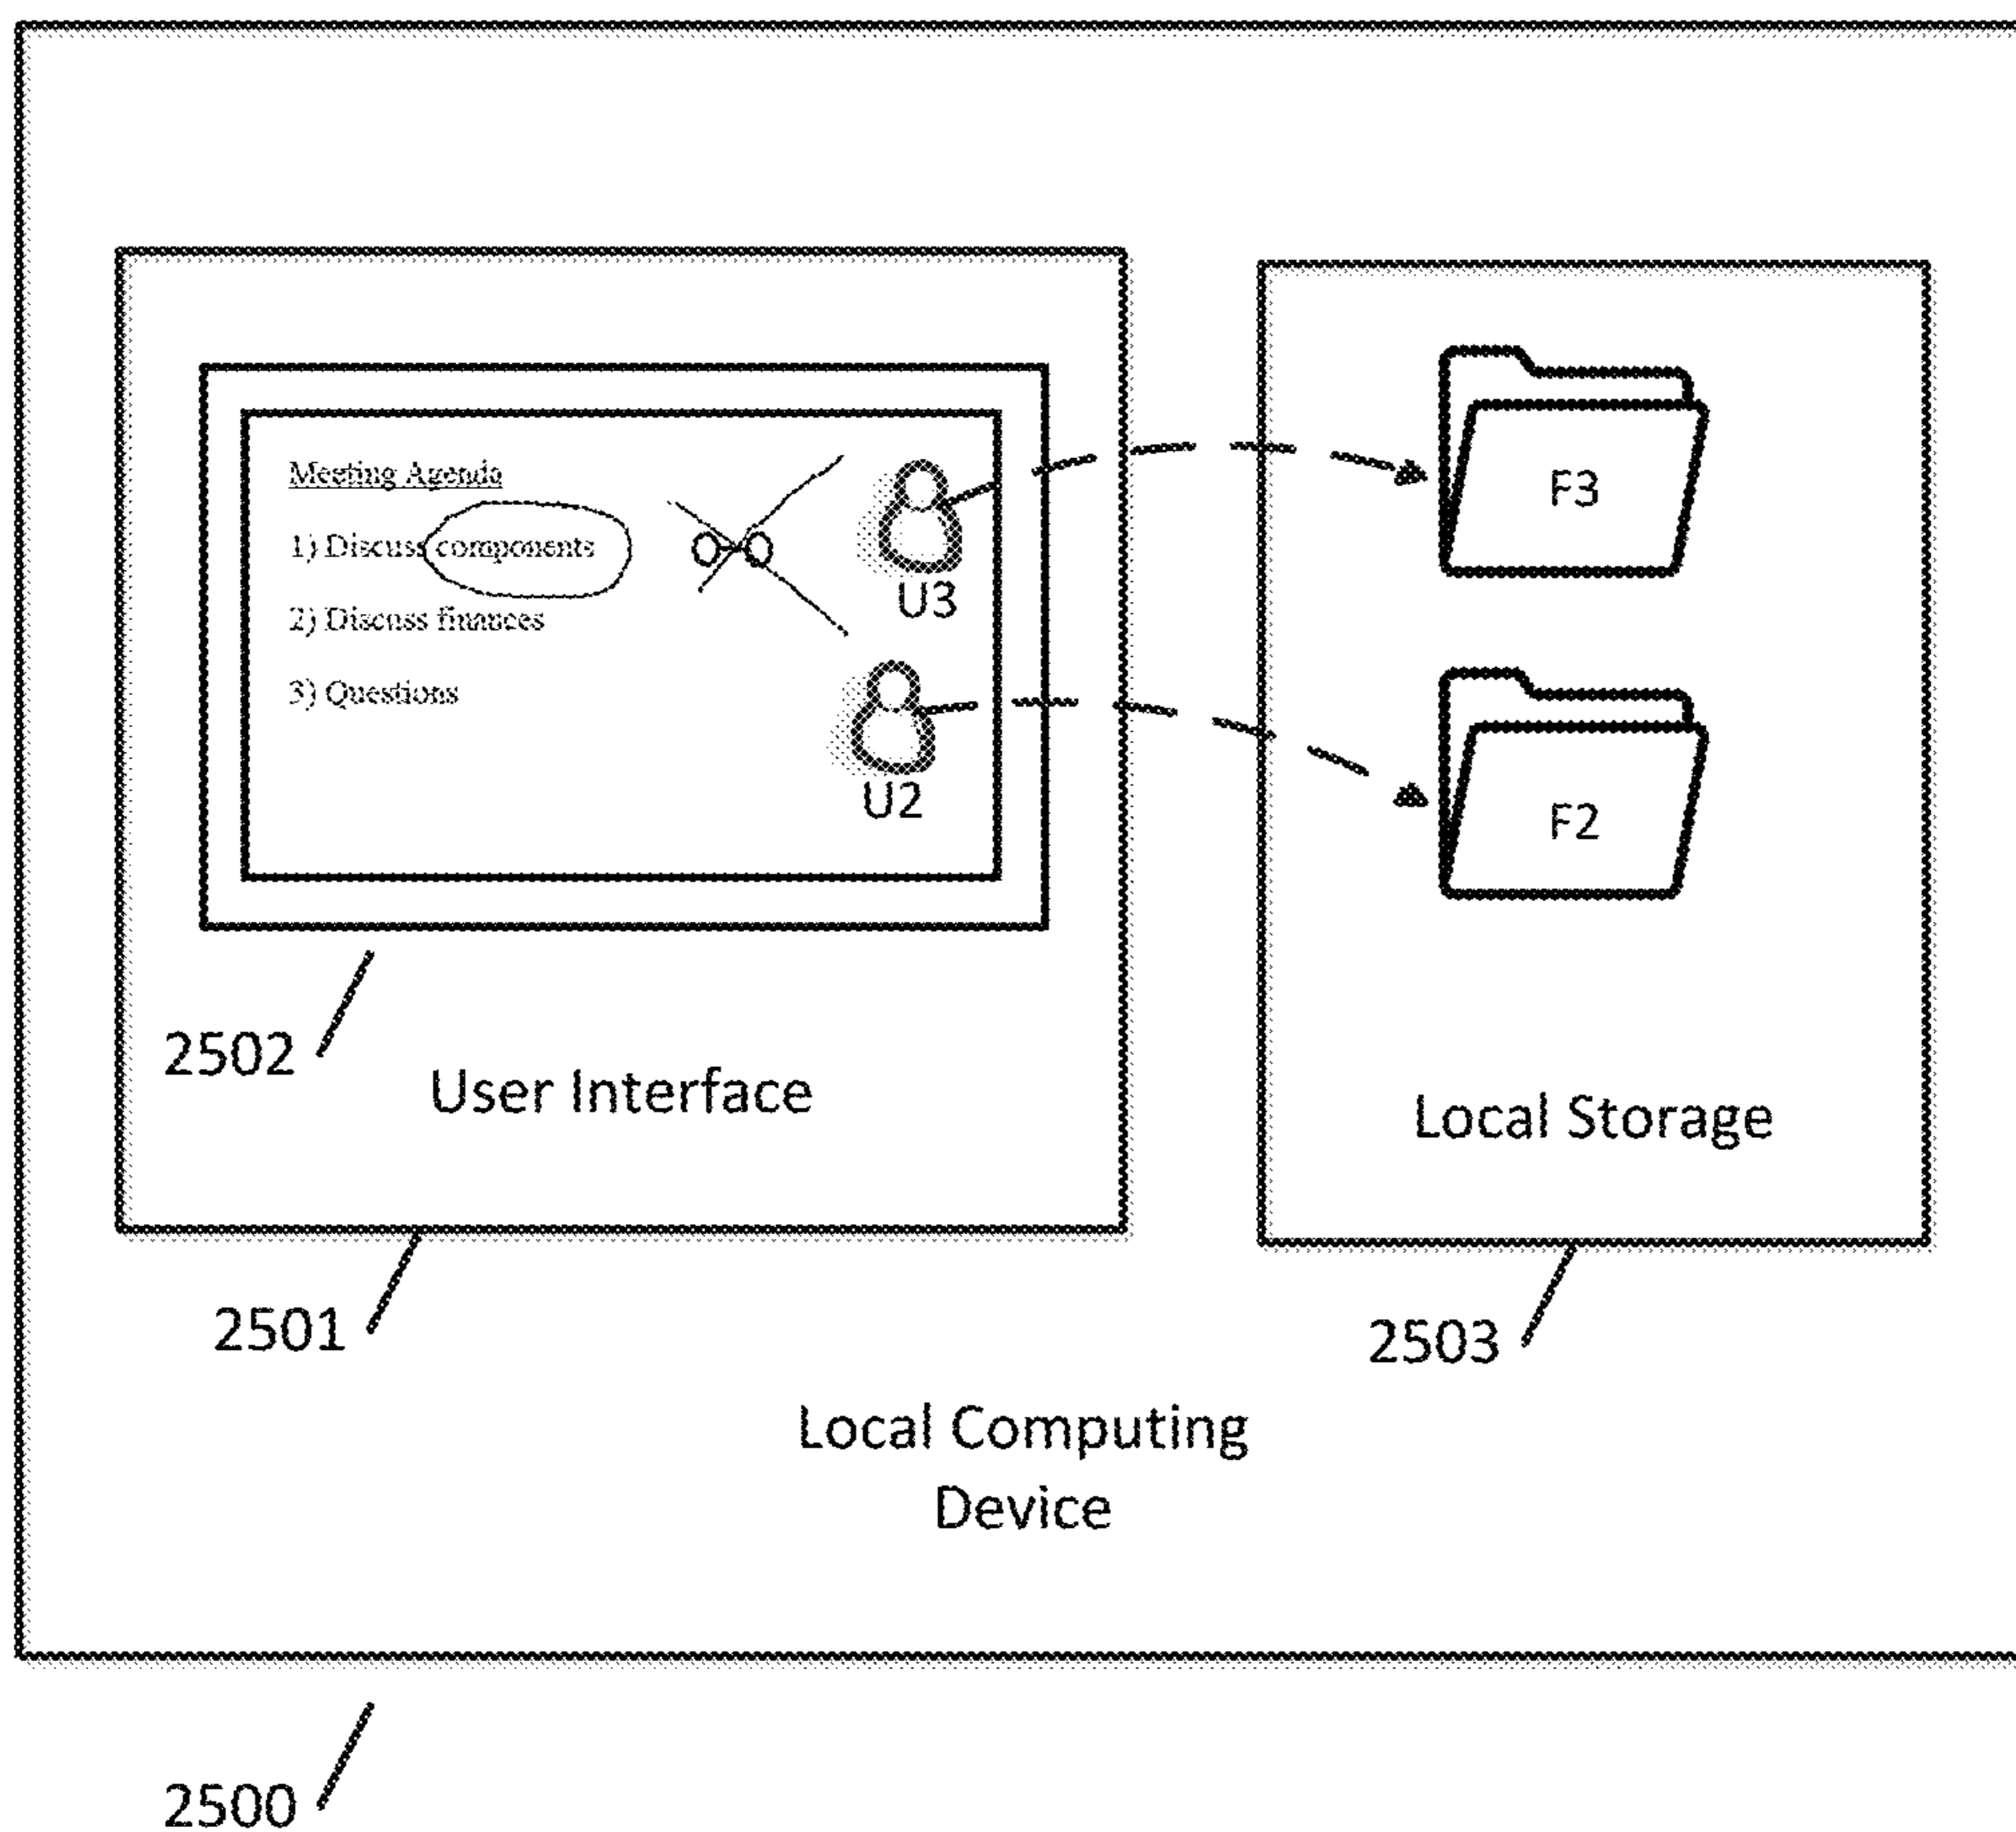 Meeting Agenda
1) Discuss components
2) Discuss finances
3) Questions
U3
U2
F3
F2
2502
User Interface
Local Storage
2501
2503
Local Computing
Device
2500